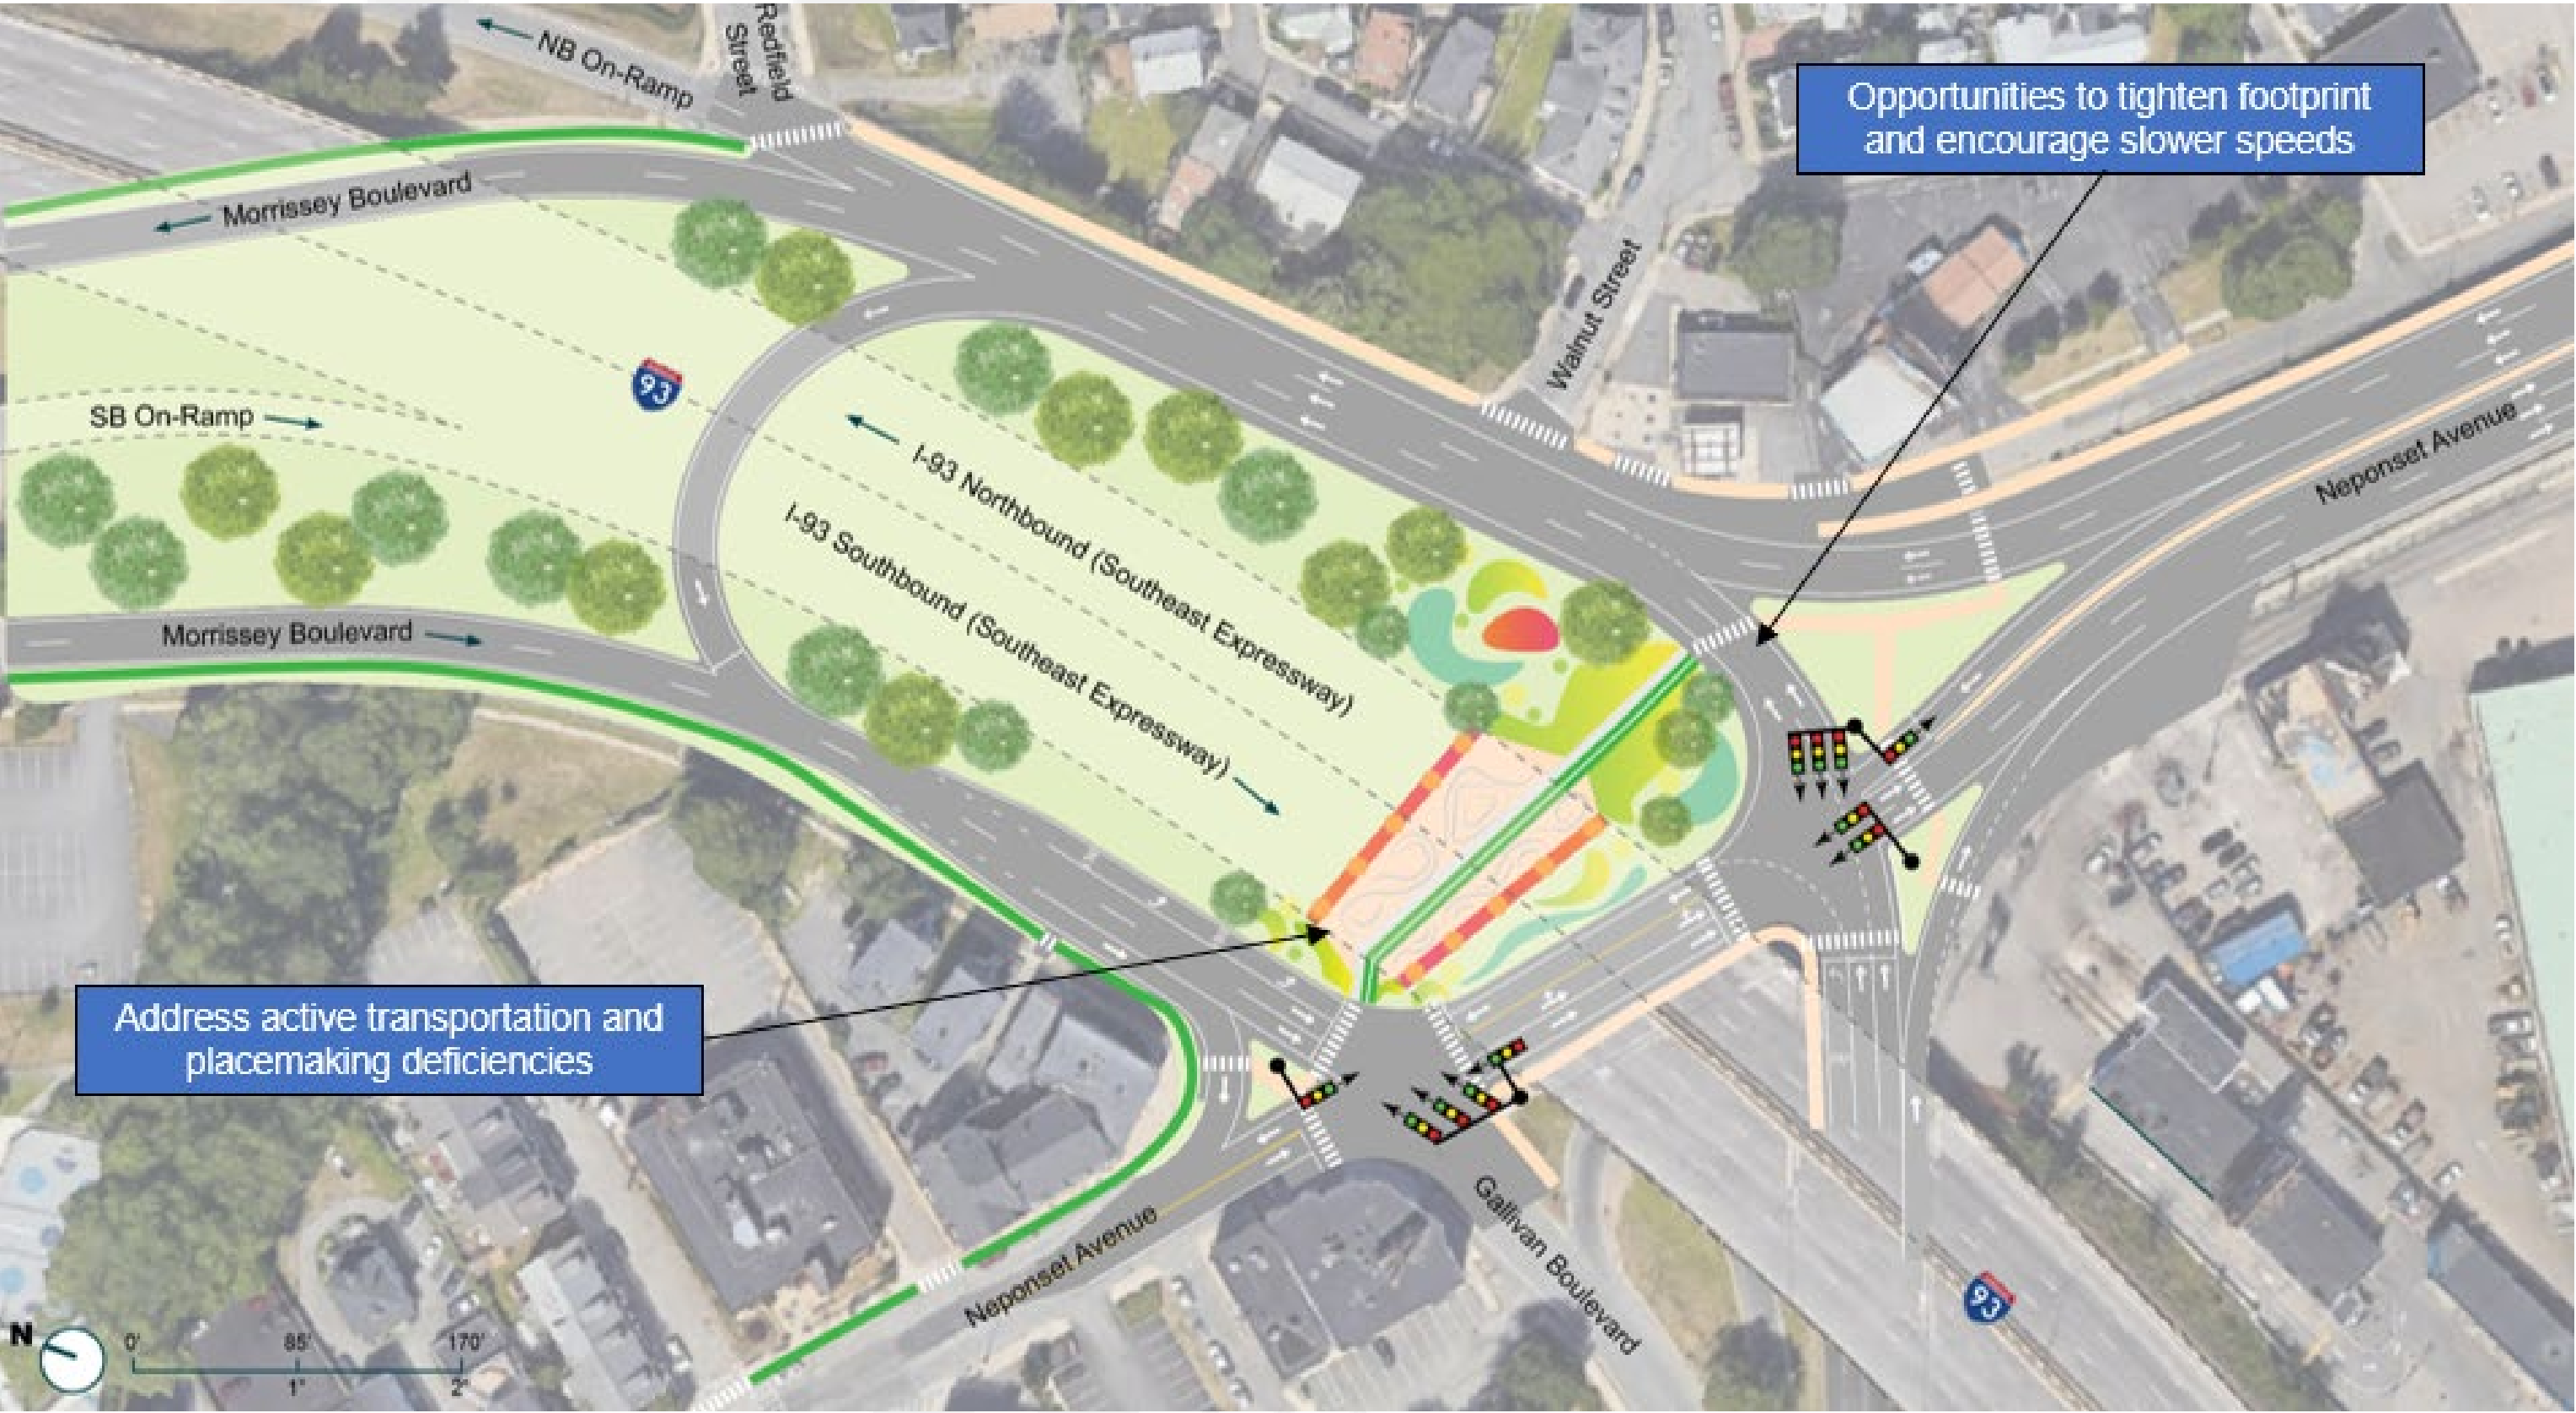 NB On-Ramp
Redfield
Street
Opportunities to tighten footprint
and encourage slower speeds
Morrissey Boulevard
Walnut Street
93
SB On-Ramp
Neponset Avenue
I-93 Northbound (Southeast Expressway)
I-93 Southbound (Southeast Expressway)
Morrissey Boulevard
Address active transportation and
placemaking deficiencies
Neponset Avenue
Gallivan Boulevard
93
N
0' 85' 170'
1" 2"